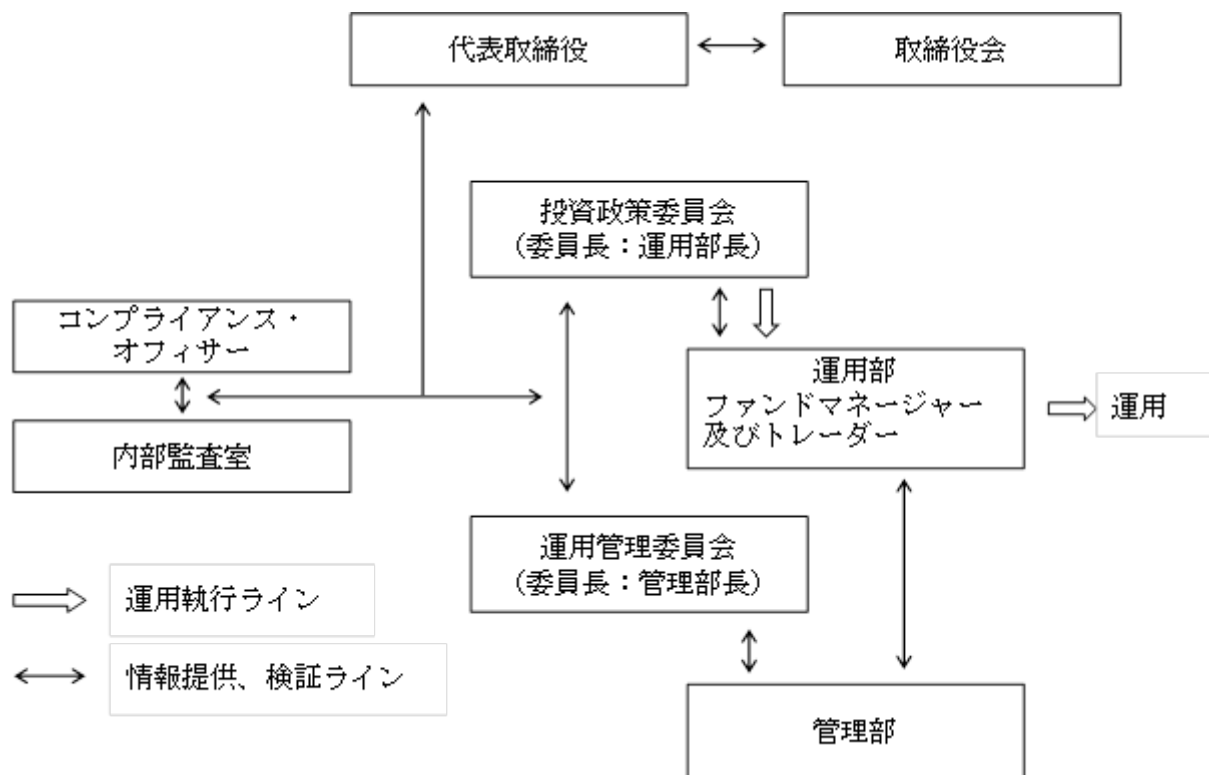 代表取締役
取締役会
投資政策委員会
（委員長：運用部長）
コンプライアンス・
オフィサー
運用部
ファンドマネージャー
及びトレーダー
運用
内部監査室
運用管理委員会
（委員長：管理部長）
運用執行ライン
情報提供、検証ライン
管理部